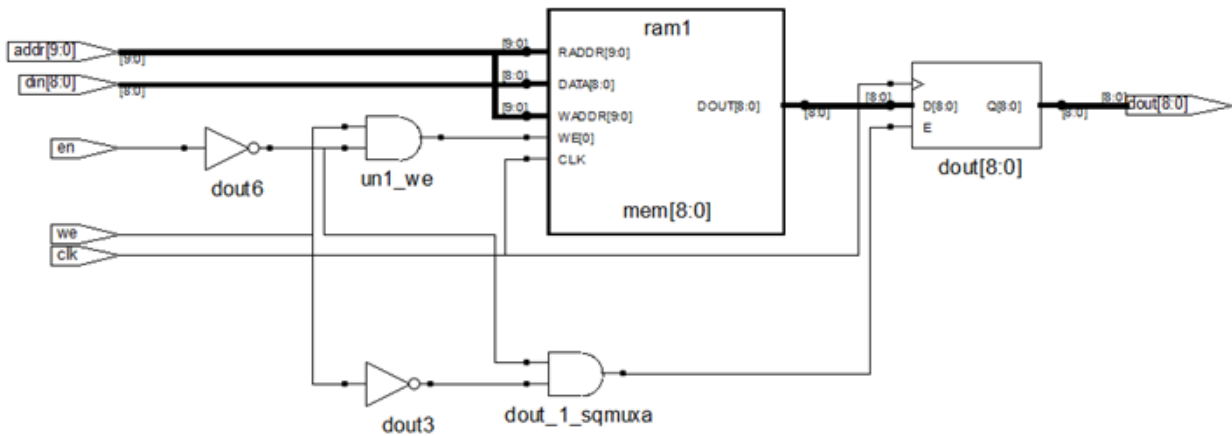 ram1
addr[9:0]
[9:0]
[9:0]
RADDR[9:0]
din[8:0]
[8:0]
[8:0]
DATA[8:0]
[9:0]
WADDR[9:0]
DOUT[8:0]
[8:0]
[8:0]
D[8:0]
Q[8:0]
[8:0]
[8:0]
dout[8:0]
E
en
WE[0]
CLK
dout6
un1_we
dout[8:0]
mem[8:0]
we
clk
dout3
dout_1_sqmuxa